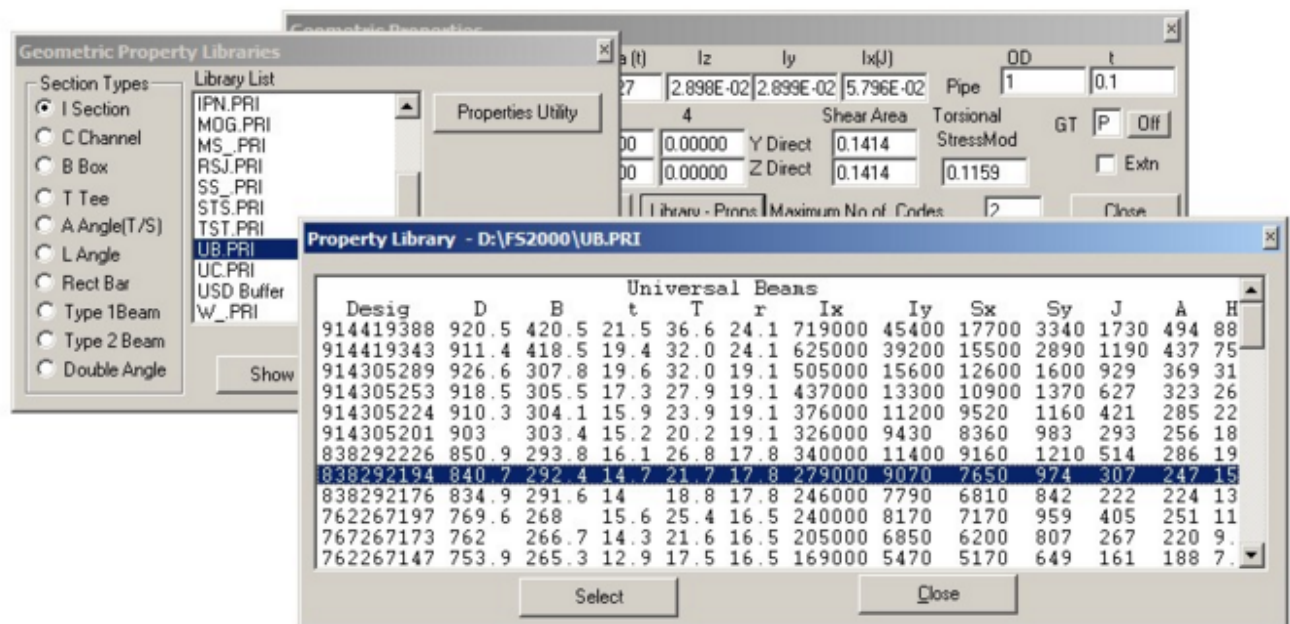 Geometric Properties
Geometric Property Libraries
Section Types
I Section
C Channel
B Box
T Tee
A Angle(T/S)
L Angle
Rect Bar
Type 1Beam
Type 2 Beam
Double Angle
Library List
IPN.PRI
MOG.PRI
MS_.PRI
RSJ.PRI
SS_.PRI
STS.PRI
TST.PRI
UB.PRI
UC.PRI
USD Buffer
W_.PRI
Properties Utility
Show
a (t) Iz Iy Ix(J) OD t
27 2.898E-02 2.899E-02 5.796E-02 Pipe 1 0.1
4 Shear Area Torsional
StressMod
GT P Off
00 0.00000 Y Direct 0.1414
00 0.00000 Z Direct 0.1414 0.1159 Extn
Library - Props Maximum No of Codes 2 Close
Property Library - D:\FS2000\UB.PRI
Universal Beams
Desig D B t T r Ix Iy Sx Sy J A H
914419388 920.5 420.5 21.5 36.6 24.1 719000 45400 17700 3340 1730 494 88
914419343 911.4 418.5 19.4 32.0 24.1 625000 39200 15500 2890 1190 437 75
914305289 926.6 307.8 19.6 32.0 19.1 505000 15600 12600 1600 929 369 31
914305253 918.5 305.5 17.3 27.9 19.1 437000 13300 10900 1370 627 323 26
914305224 910.3 304.1 15.9 23.9 19.1 376000 11200 9520 1160 421 285 22
914305201 903 303.4 15.2 20.2 19.1 326000 9430 8360 983 293 256 18
838292226 850.9 293.8 16.1 26.8 17.8 340000 11400 9160 1210 514 286 19
838292194 840.7 292.4 14.7 21.7 17.8 279000 9070 7650 974 307 247 15
838292176 834.9 291.6 14 18.8 17.8 246000 7790 6810 842 222 224 13
762267197 769.6 268 15.6 25.4 16.5 240000 8170 7170 959 405 251 11
767267173 762 266.7 14.3 21.6 16.5 205000 6850 6200 807 267 220 9.
762267147 753.9 265.3 12.9 17.5 16.5 169000 5470 5170 649 161 188 7.
Select Close